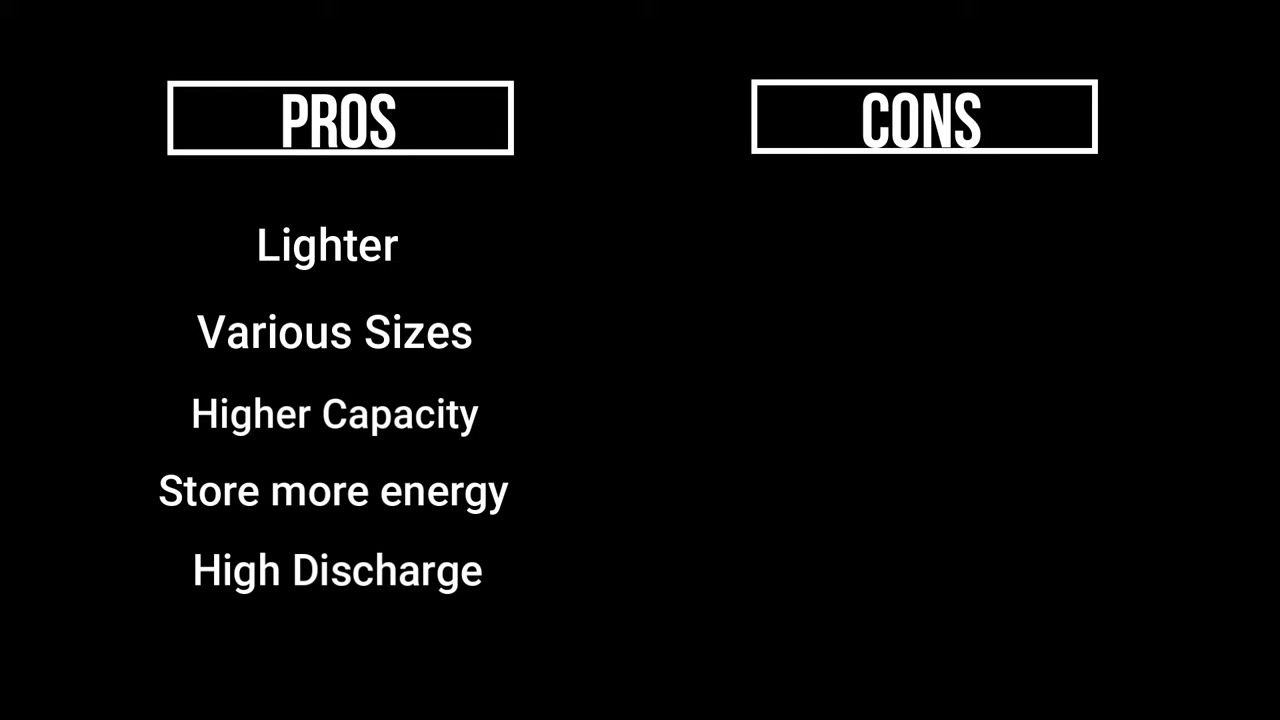 PROS
CONS
Lighter
Various Sizes
Higher Capacity
Store more energy
High Discharge